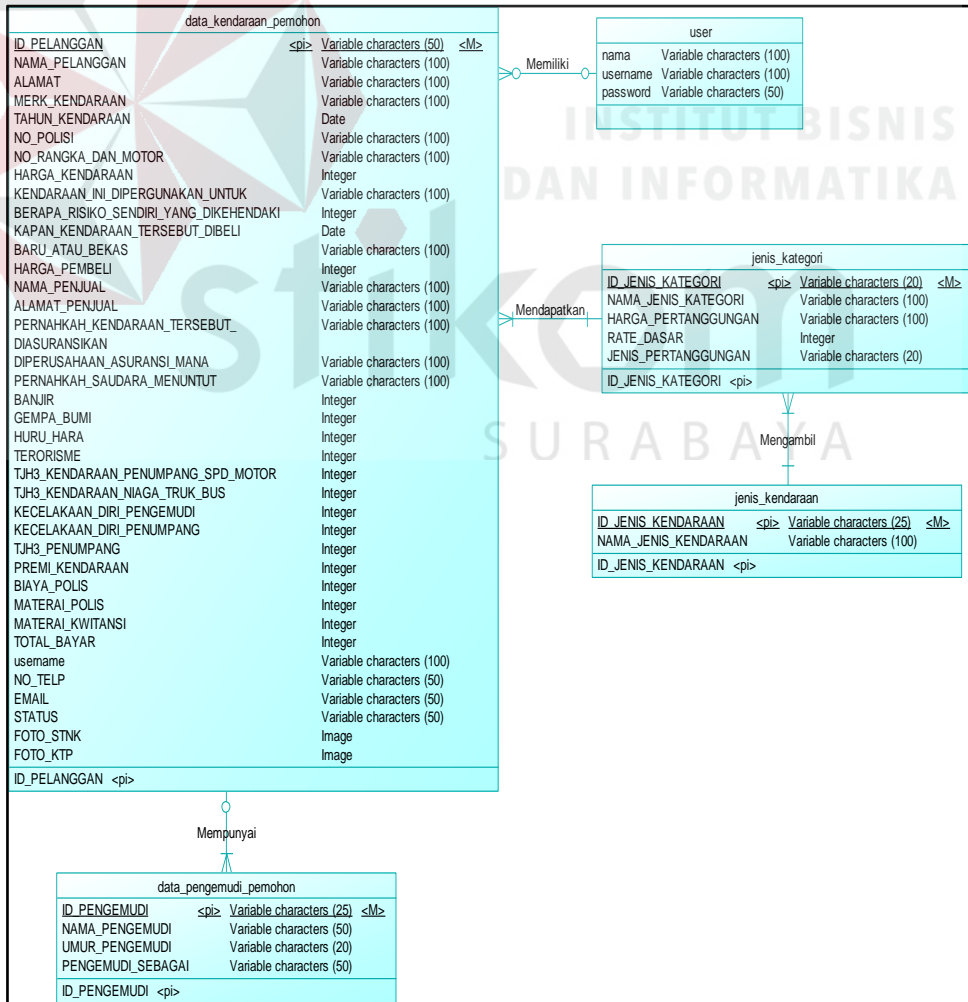 data_kendaraan_pemohon
ID_PELANGGAN <pi> Variable characters (50) <M>
NAMA_PELANGGAN Variable characters (100)
ALAMAT Variable characters (100)
MERK_KENDARAAN Variable characters (100)
TAHUN_KENDARAAN Date
NO_POLISI Variable characters (100)
NO_RANGKA_DAN_MOTOR Variable characters (100)
HARGA_KENDARAAN Integer
KENDARAAN_INI_DIPERGUNAKAN_UNTUK Variable characters (100)
BERAPA_RISIKO_SENDIRI_YANG_DIKEHENDAKI Integer
KAPAN_KENDARAAN_TERSEBUT_DIBELI Date
BARU_ATAU_BEKAS Variable characters (100)
HARGA_PEMBELI Integer
NAMA_PENJUAL Variable characters (100)
ALAMAT_PENJUAL Variable characters (100)
PERNAHKAH_KENDARAAN_TERSEBUT_ Variable characters (100)
DIASURANSIKAN
DIPERUSAHAAN_ASURANSI_MANA Variable characters (100)
PERNAHKAH_SAUDARA_MENUNTUT Variable characters (100)
BANJIR Integer
GEMPA_BUMI Integer
HURU_HARA Integer
TERORISME Integer
TJH3_KENDARAAN_PENUMPANG_SPD_MOTOR Integer
TJH3_KENDARAAN_NIAGA_TRUK_BUS Integer
KECELAKAAN_DIRI_PENGEMUDI Integer
KECELAKAAN_DIRI_PENUMPANG Integer
TJH3_PENUMPANG Integer
PREMI_KENDARAAN Integer
BIAYA_POLIS Integer
MATERAI_POLIS Integer
MATERAI_KWITANSI Integer
TOTAL_BAYAR Integer
username Variable characters (100)
NO_TELP Variable characters (50)
EMAIL Variable characters (50)
STATUS Variable characters (50)
FOTO_STNK Image
FOTO_KTP Image
ID_PELANGGAN <pi>
Memiliki
user
nama Variable characters (100)
username Variable characters (100)
password Variable characters (50)
INSTITUT BISNIS
DAN INFORMATIKA
stikom
SURABAYA
Mendapatkan
jenis_kategori
ID_JENIS_KATEGORI <pi> Variable characters (20) <M>
NAMA_JENIS_KATEGORI Variable characters (100)
HARGA_PERTANGGUNGAN Variable characters (100)
RATE_DASAR Integer
JENIS_PERTANGGUNGAN Variable characters (20)
ID_JENIS_KATEGORI <pi>
Mengambil
jenis_kendaraan
ID_JENIS_KENDARAAN <pi> Variable characters (25) <M>
NAMA_JENIS_KENDARAAN Variable characters (100)
ID_JENIS_KENDARAAN <pi>
Mempunyai
data_pengemudi_pemohon
ID_PENGEMUDI <pi> Variable characters (25) <M>
NAMA_PENGEMUDI Variable characters (50)
UMUR_PENGEMUDI Variable characters (20)
PENGEMUDI_SEBAGAI Variable characters (50)
ID_PENGEMUDI <pi>